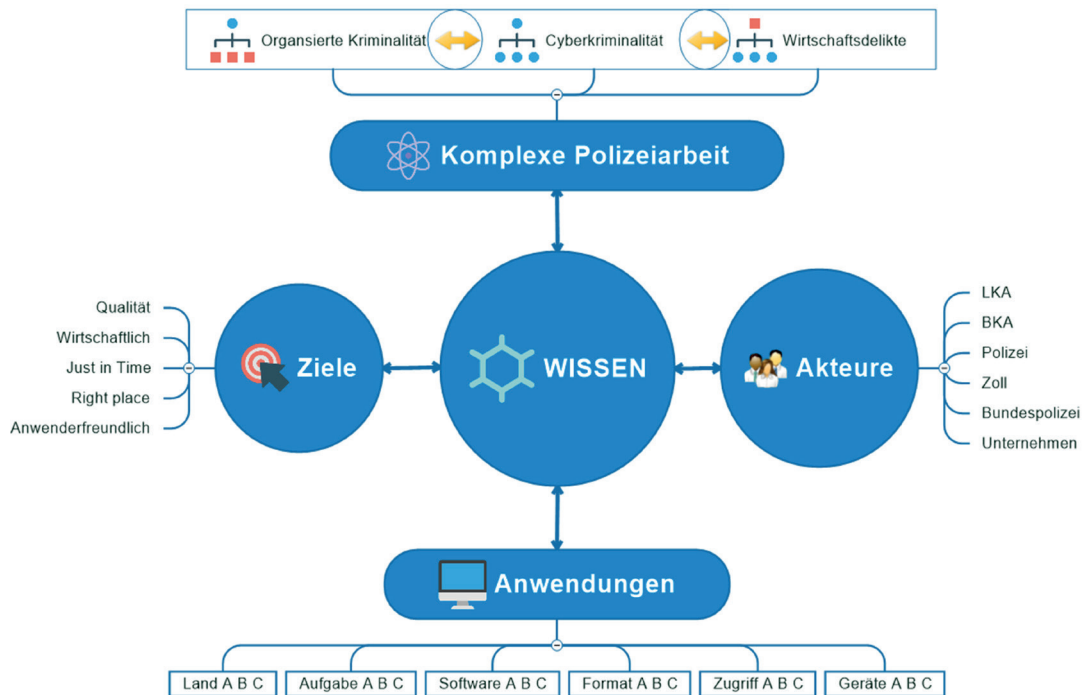 Organsierte Kriminalität
Cyberkriminalität
Wirtschaftsdelikte
Komplexe Polizeiarbeit
Qualität
Wirtschaftlich
Just in Time
Right place
Anwenderfreundlich
Ziele
WISSEN
Akteure
LKA
BKA
Polizei
Zoll
Bundespolizei
Unternehmen
Anwendungen
Land A B C
Aufgabe A B C
Software A B C
Format A B C
Zugriff A B C
Geräte A B C